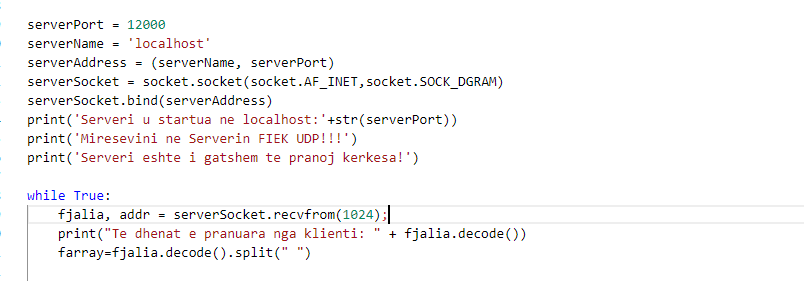 serverPort = 12000
serverName = 'localhost'
serverAddress = (serverName, serverPort)
serverSocket = socket.socket(socket.AF_INET,socket.SOCK_DGRAM)
serverSocket.bind(serverAddress)
print('Serveri u startua ne localhost:'+str(serverPort))
print('Miresevini ne Serverin FIEK UDP!!!')
print('Serveri eshte i gatshem te pranoj kerkesa!')

while True:
    fjalia, addr = serverSocket.recvfrom(1024);
    print("Te dhenat e pranuara nga klienti: " + fjalia.decode())
    farray=fjalia.decode().split(" ")